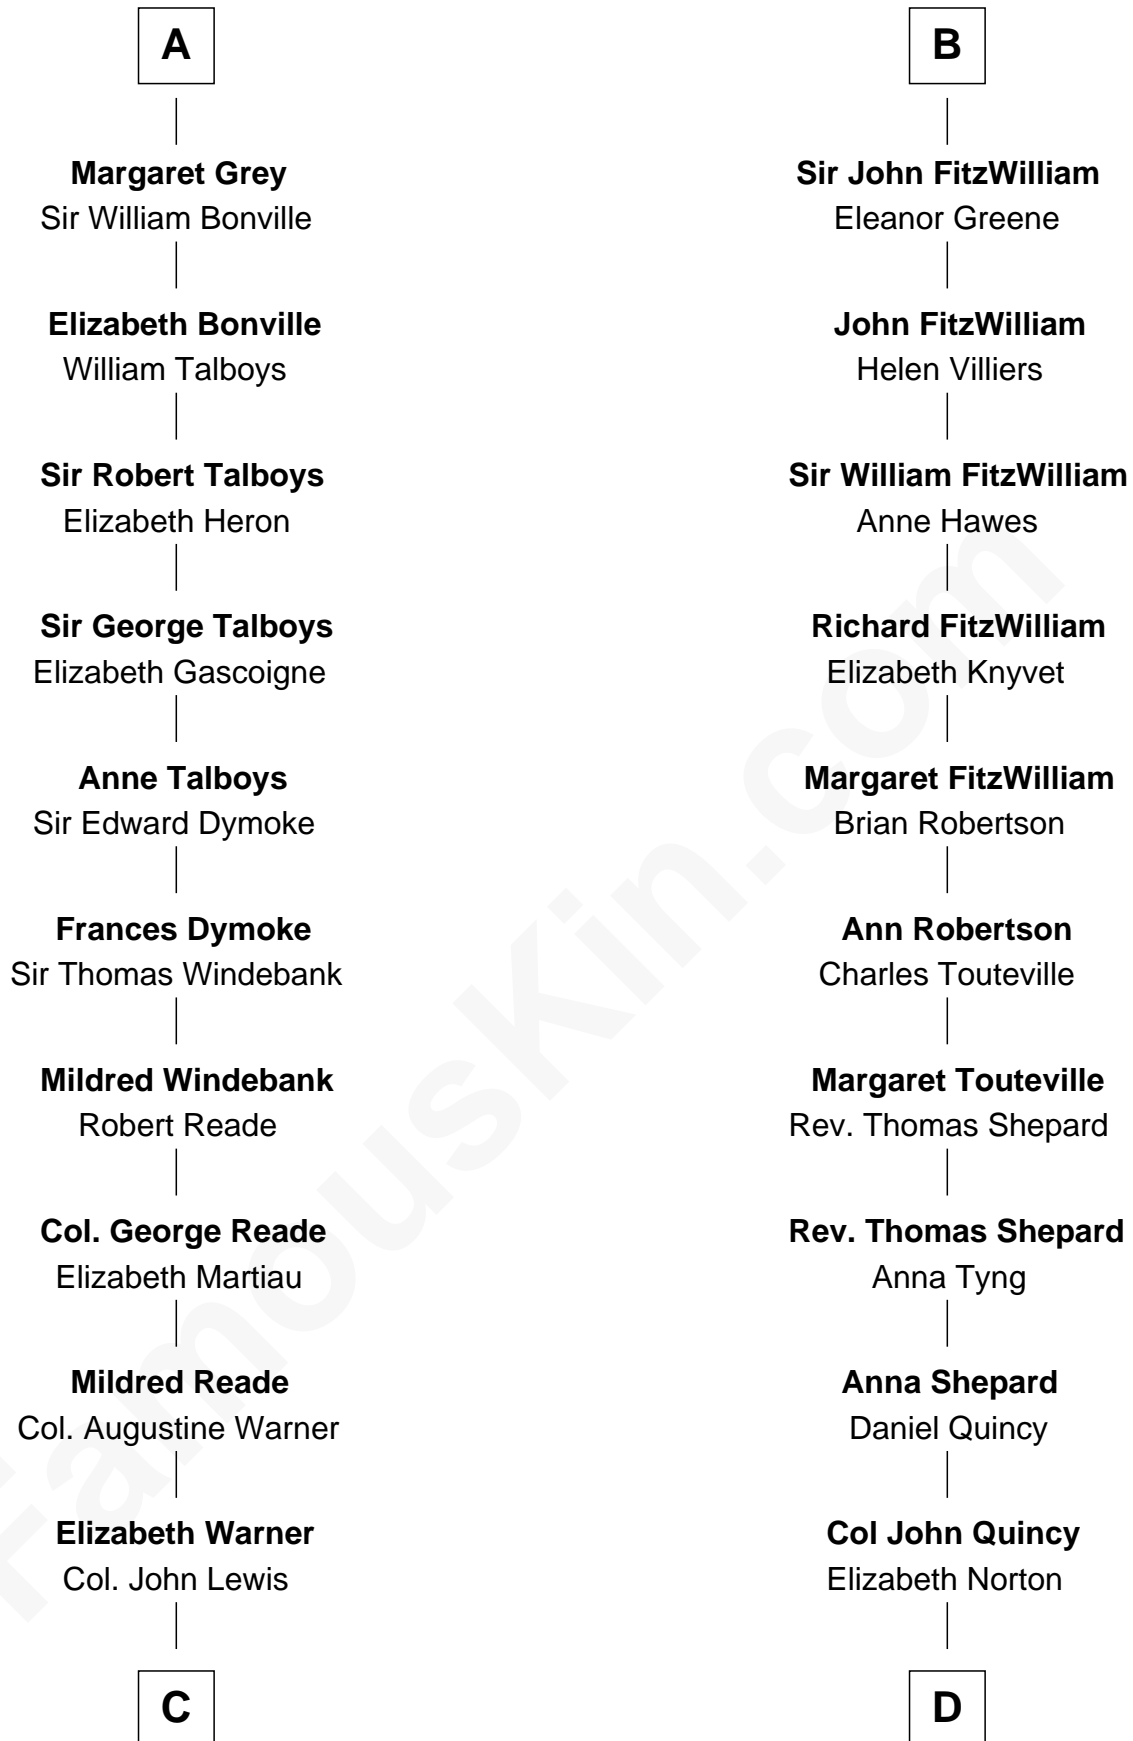 A
Margaret Grey
Sir William Bonville
Elizabeth Bonville
William Talboys
Sir Robert Talboys
Elizabeth Heron
Sir George Talboys
Elizabeth Gascoigne
Anne Talboys
Sir Edward Dymoke
Frances Dymoke
Sir Thomas Windebank
Mildred Windebank
Robert Reade
Col. George Reade
Elizabeth Martiau
Mildred Reade
Col. Augustine Warner
Elizabeth Warner
Col. John Lewis
C
B
Sir John FitzWilliam
Eleanor Greene
John FitzWilliam
Helen Villiers
Sir William FitzWilliam
Anne Hawes
Richard FitzWilliam
Elizabeth Knyvet
Margaret FitzWilliam
Brian Robertson
Ann Robertson
Charles Touteville
Margaret Touteville
Rev. Thomas Shepard
Rev. Thomas Shepard
Anna Tyng
Anna Shepard
Daniel Quincy
Col John Quincy
Elizabeth Norton
D
FamousKin.com